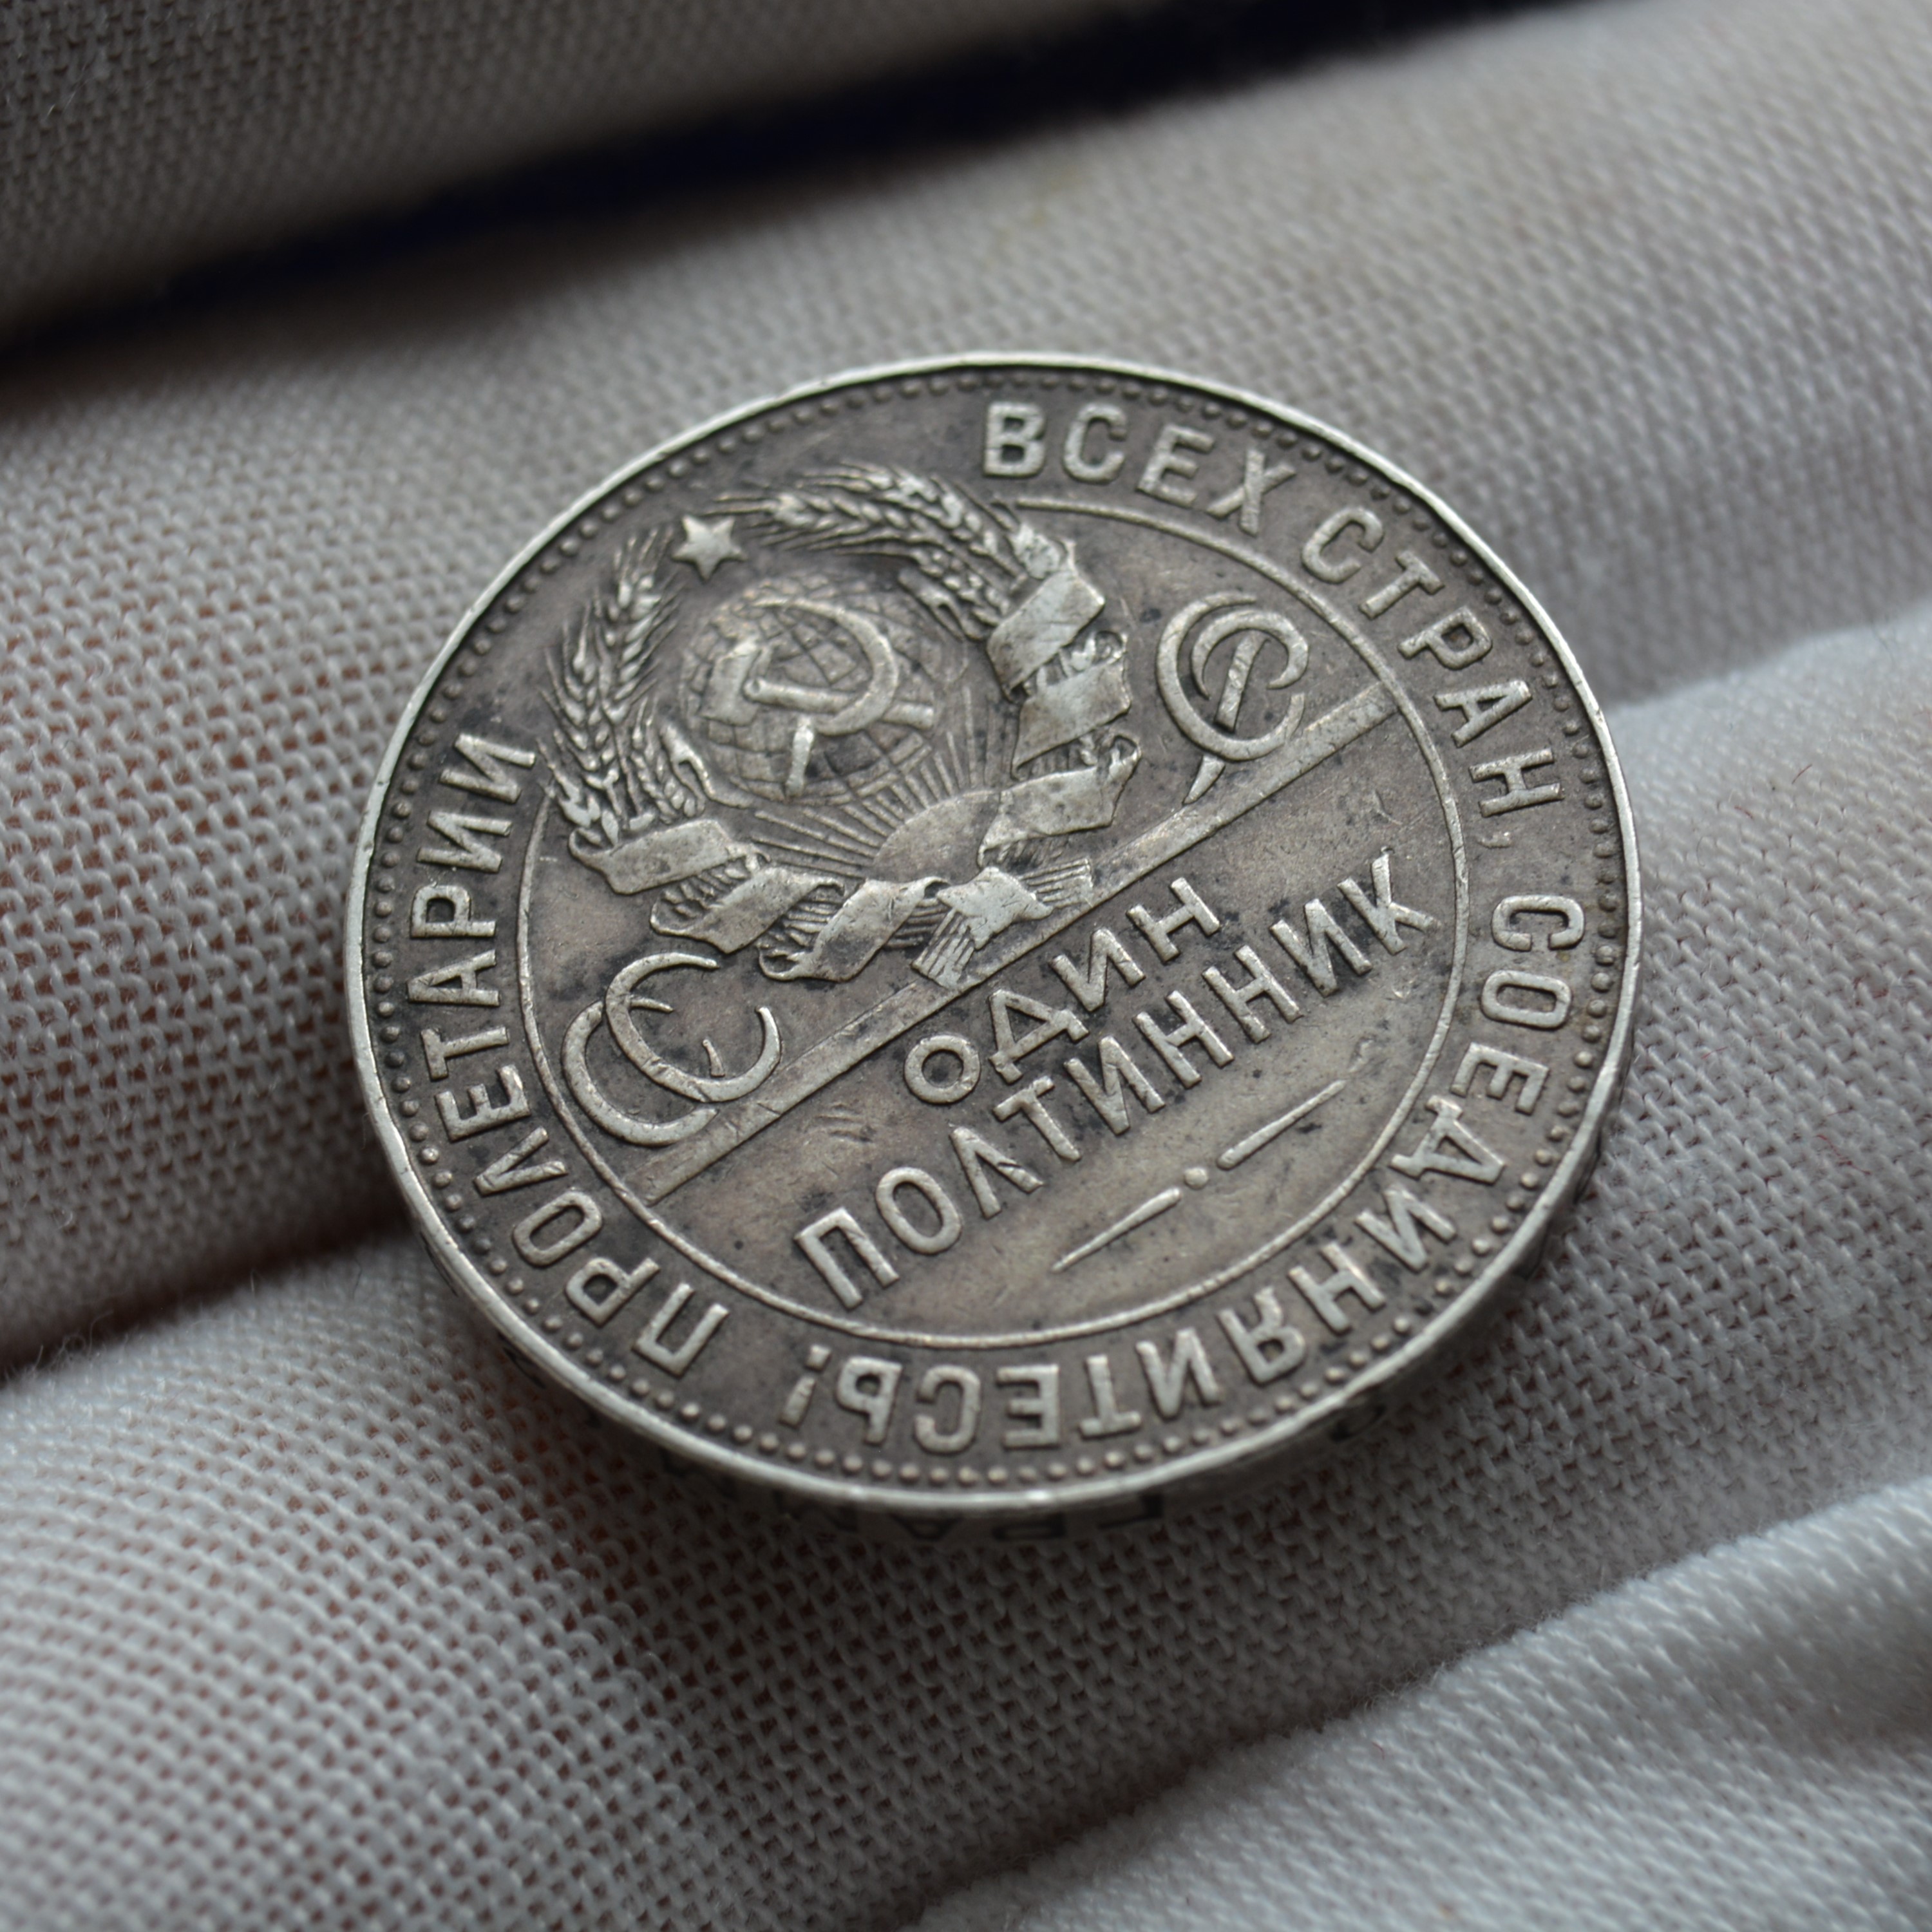 ПРОЛЕТАРИИ ВСЕХ СТРАН, СОЕДИНЯЙТЕСЬ!
СССР
ОДИН
ПОЛТИННИК